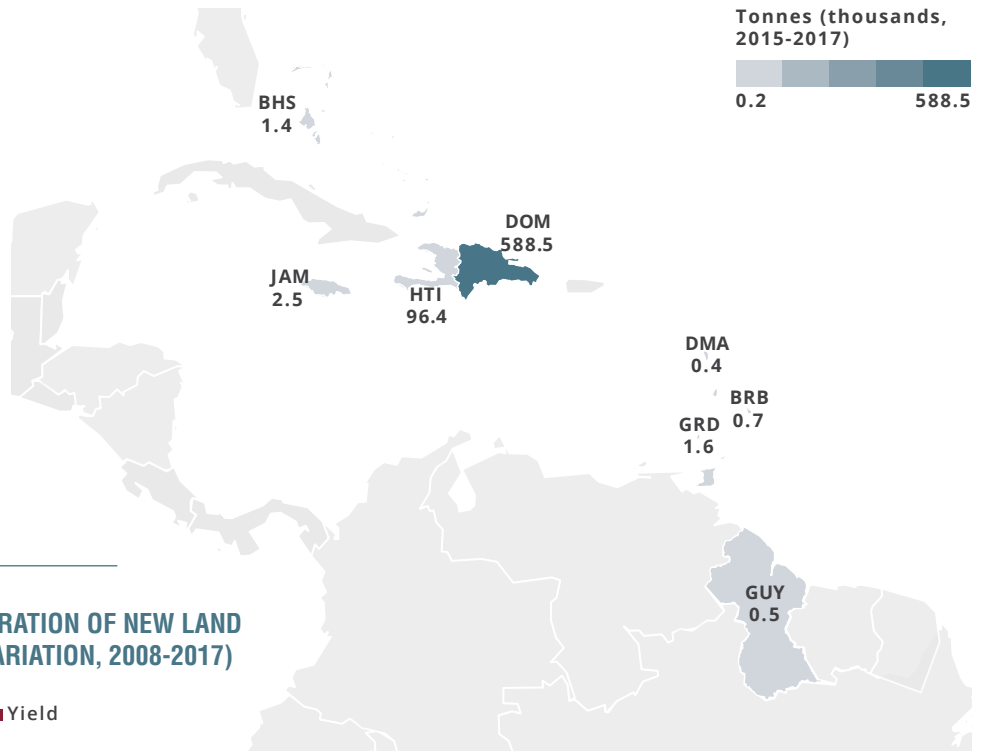 Tonnes (thousands,
2015-2017)
0.2 588.5
BHS
1.4
DOM
588.5
JAM
2.5
HTI
96.4
DMA
0.4
BRB
0.7
GRD
1.6
GUY
0.5
RATION OF NEW LAND
ARIATION, 2008-2017)
Yield